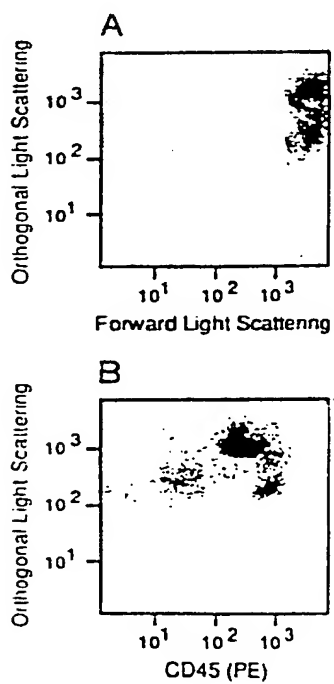 A
Orthogonal Light Scattering
10³
10²
10¹
10¹ 10² 10³
Forward Light Scattering
B
Orthogonal Light Scattering
10³
10²
10¹
10¹ 10² 10³
CD45 (PE)